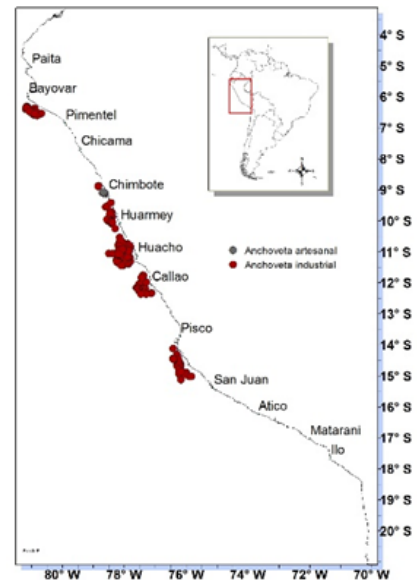 4° S
Paita
5° S
Bayovar
6° S
Pimentel
7° S
Chicama
8° S
Chimbote
9° S
Huarmey
10° S
Huacho
Anchoveta artesanal
11° S
Anchoveta industrial
Callao
12° S
13° S
Pisco
14° S
15° S
San Juan
16° S
Atico
Matarani
17° S
Ilo
18° S
19° S
20° S
80° W
78° W
76° W
74° W
72° W
70° W